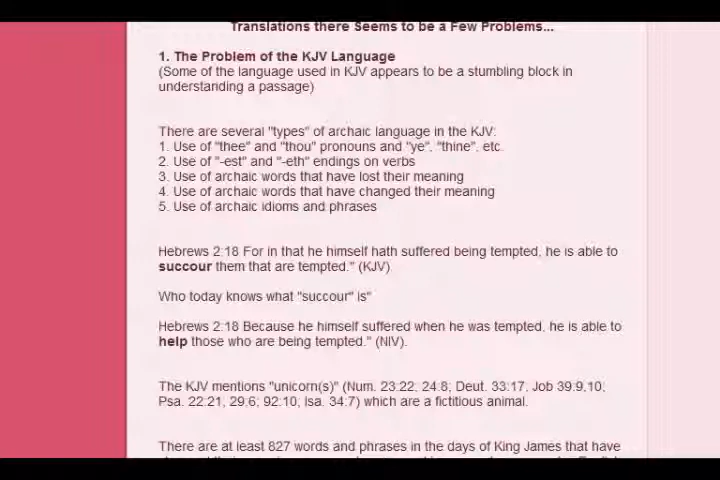 Translations there Seems to be a Few Problems...
1. The Problem of the KJV Language
(Some of the language used in KJV appears to be a stumbling block in
understanding a passage)
There are several "types" of archaic language in the KJV:
1. Use of "thee" and "thou" pronouns and "ye", "thine", etc.
2. Use of "-est" and "-eth" endings on verbs
3. Use of archaic words that have lost their meaning
4. Use of archaic words that have changed their meaning
5. Use of archaic idioms and phrases
Hebrews 2:18 For in that he himself hath suffered being tempted, he is able to
succour them that are tempted." (KJV).
Who today knows what "succour" is"
Hebrews 2:18 Because he himself suffered when he was tempted, he is able to
help those who are being tempted." (NIV).
The KJV mentions "unicorn(s)" (Num. 23:22; 24:8; Deut. 33:17; Job 39:9,10;
Psa. 22:21, 29:6; 92:10; Isa. 34:7) which are a fictitious animal.
There are at least 827 words and phrases in the days of King James that have